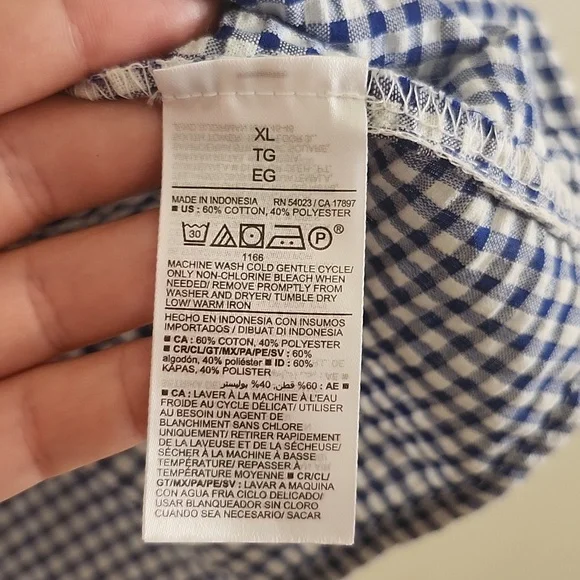 XL
TG
EG
MADE IN INDONESIA RN 54023 / CA 17897
■ US : 60% COTTON, 40% POLYESTER
30 P ®
1166
MACHINE WASH COLD GENTLE CYCLE/
ONLY NON-CHLORINE BLEACH WHEN
NEEDED/ REMOVE PROMPTLY FROM
WASHER AND DRYER/ TUMBLE DRY
LOW/ WARM IRON
HECHO EN INDONESIA CON INSUMOS
IMPORTADOS / DIBUAT DI INDONESIA
■ CA : 60% COTON, 40% POLYESTER
■ CR/CL/GT/MX/PA/PE/SV : 60%
algodón, 40% poliéster ■ ID : 60%
KAPAS, 40% POLISTER
■ AE : 60% قطن, 40% بوليستر
■ CA : LAVER À LA MACHINE À L'EAU
FROIDE AU CYCLE DÉLICAT/ UTILISER
AU BESOIN UN AGENT DE
BLANCHIMENT SANS CHLORE
UNIQUEMENT/ RETIRER RAPIDEMENT
DE LA LAVEUSE ET DE LA SÉCHEUSE/
SÉCHER À LA MACHINE À BASSE
TEMPÉRATURE/ REPASSER À
TEMPÉRATURE MOYENNE ■ CR/CL/
GT/MX/PA/PE/SV : LAVAR A MAQUINA
CON AGUA FRIA CICLO DELICADO/
USAR BLANQUEADOR SIN CLORO
CUANDO SEA NECESARIO/ SACAR